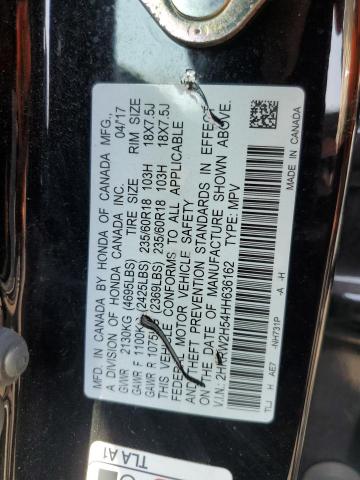 MFD. IN CANADA BY HONDA OF CANADA MFG.,
A DIVISION OF HONDA CANADA INC. 04/17
GVWR 2130KG (4695LBS) TIRE SIZE RIM SIZE
GAWR F 1100KG (2425LBS) 235/60R18 103H 18X7.5J
GAWR R 1075KG (2369LBS) 235/60R18 103H 18X7.5J
THIS VEHICLE CONFORMS TO ALL APPLICABLE
FEDERAL MOTOR VEHICLE SAFETY
AND THEFT PREVENTION STANDARDS IN EFFECT
ON THE DATE OF MANUFACTURE SHOWN ABOVE.
V.I.N.: 2HKRW2H54HH636162 TYPE: MPV
TLJ H AE7 -NH731P -A -H
MADE IN CANADA
TLA A1